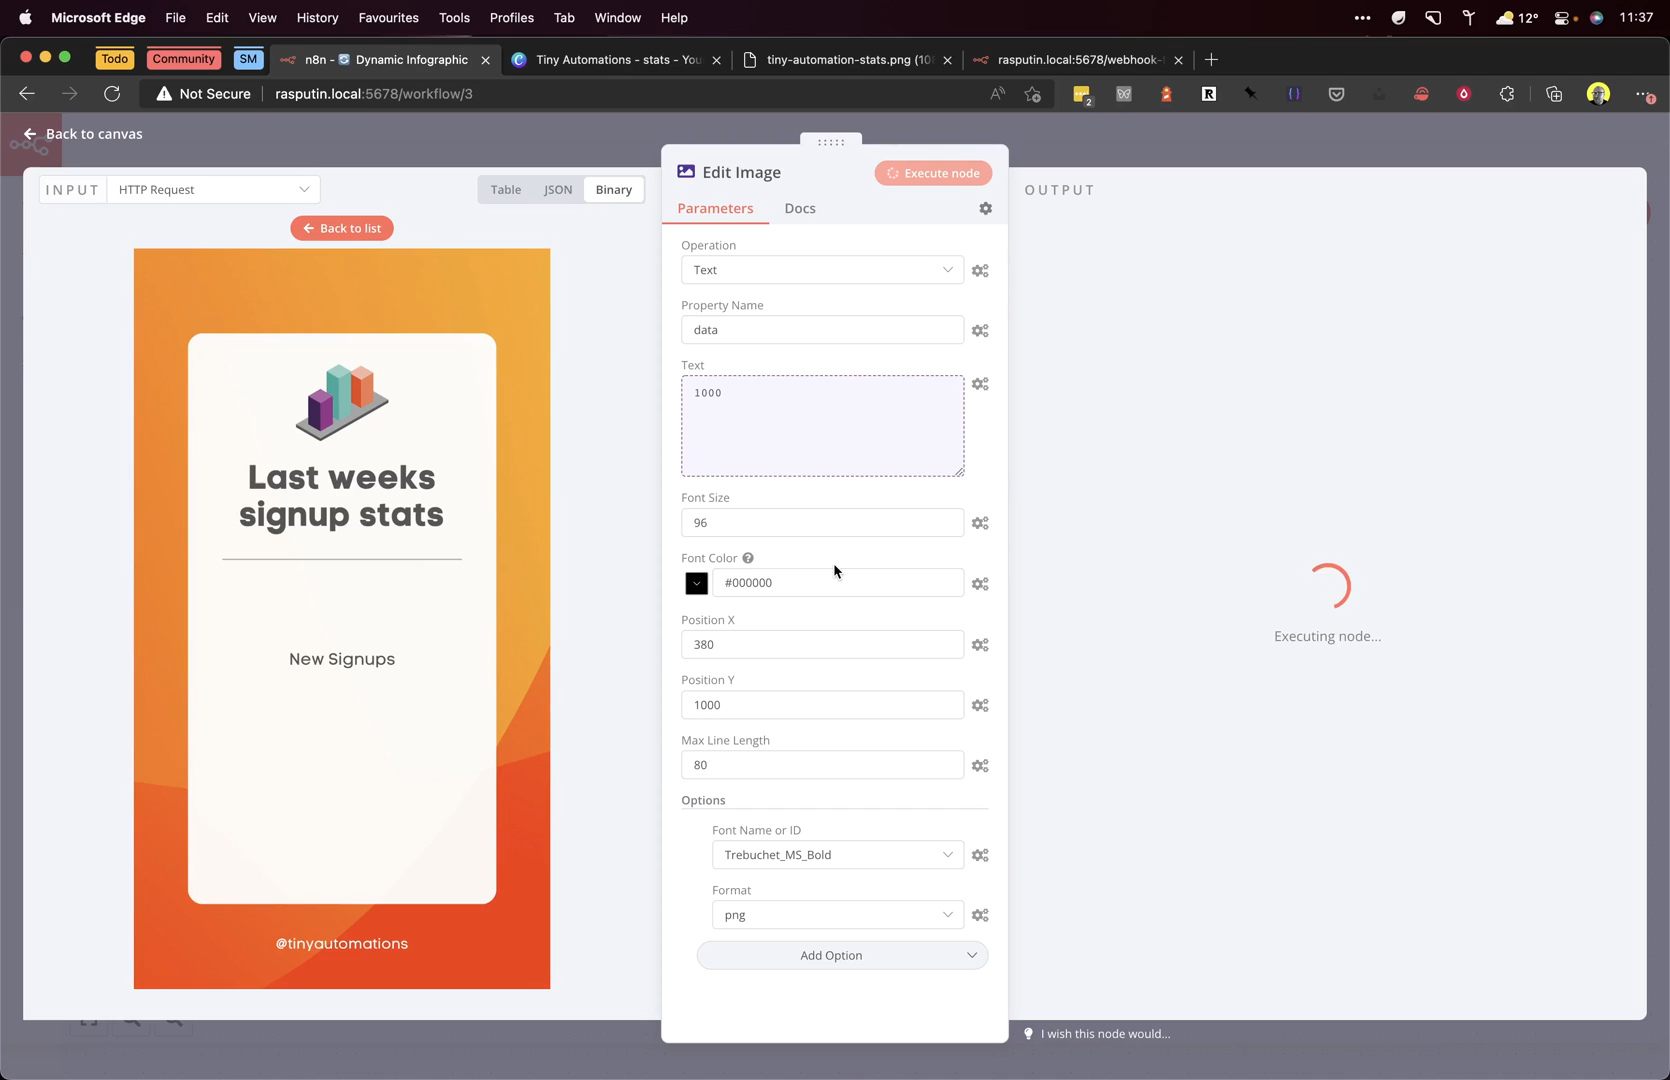 Microsoft Edge File Edit View History Favourites Tools Profiles Tab Window Help 12° 11:37
Todo Community SM n8n - Dynamic Infographic Tiny Automations - stats - You tiny-automation-stats.png (10 rasputin.local:5678/webhook-
Not Secure rasputin.local:5678/workflow/3
Back to canvas
INPUT HTTP Request Table JSON Binary
Back to list
Last weeks
signup stats
New Signups
@tinyautomations
Edit Image Execute node
Parameters Docs
Operation
Text
Property Name
data
Text
1000
Font Size
96
Font Color
#000000
Position X
380
Position Y
1000
Max Line Length
80
Options
Font Name or ID
Trebuchet_MS_Bold
Format
png
Add Option
OUTPUT
Executing node...
I wish this node would...